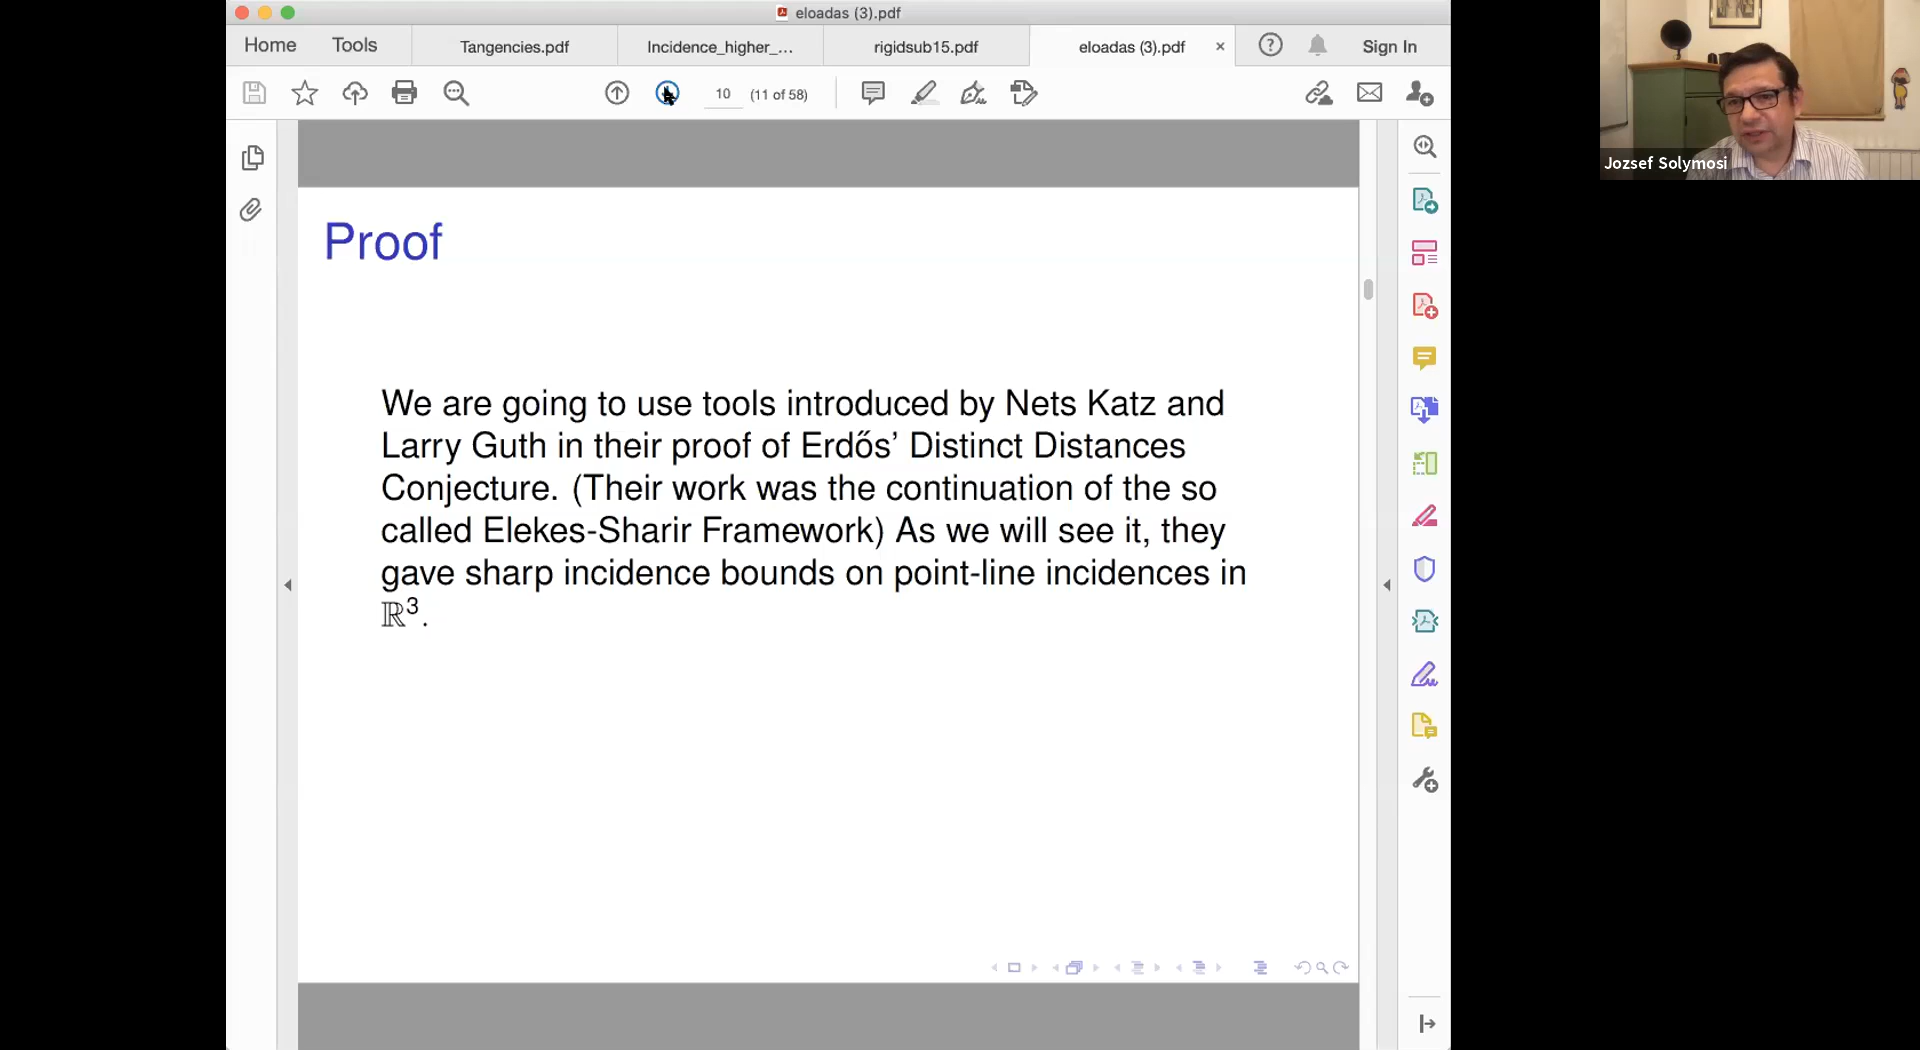 eloadas (3).pdf
Home Tools Tangencies.pdf Incidence_higher_... rigidsub15.pdf eloadas (3).pdf × Sign In
10 (11 of 58)
Jozsef Solymosi
Proof
We are going to use tools introduced by Nets Katz and
Larry Guth in their proof of Erdős’ Distinct Distances
Conjecture. (Their work was the continuation of the so
called Elekes-Sharir Framework) As we will see it, they
gave sharp incidence bounds on point-line incidences in
ℝ³.